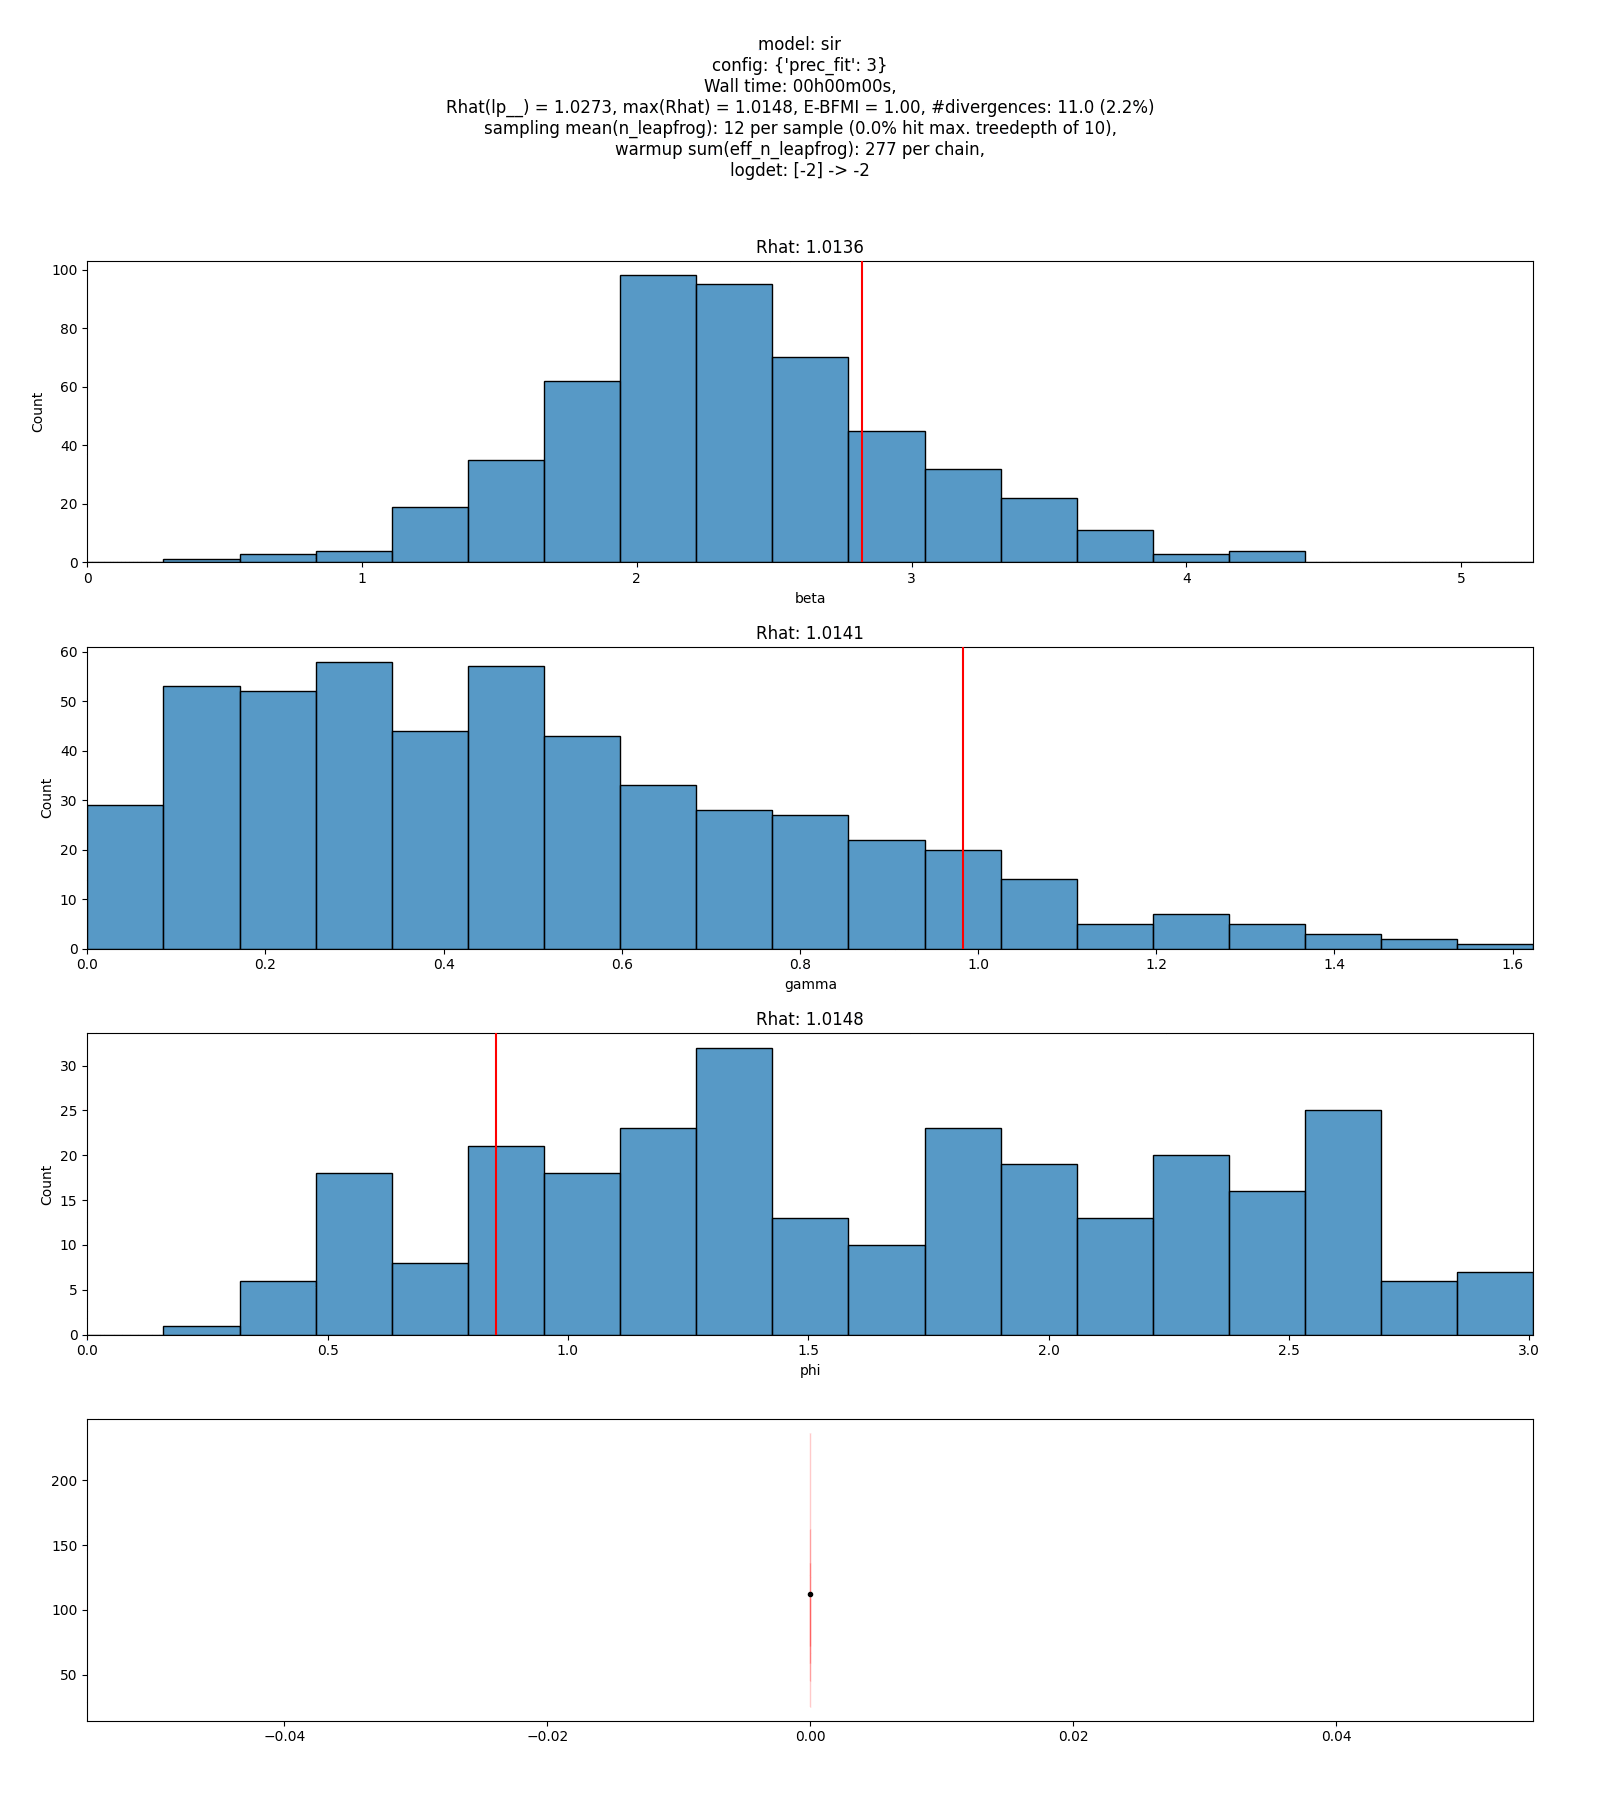 model: sir
config: {'prec_fit': 3}
Wall time: 00h00m00s,
Rhat(lp__) = 1.0273, max(Rhat) = 1.0148, E-BFMI = 1.00, #divergences: 11.0 (2.2%)
sampling mean(n_leapfrog): 12 per sample (0.0% hit max. treedepth of 10),
warmup sum(eff_n_leapfrog): 277 per chain,
logdet: [-2] -> -2
Rhat: 1.0136
100
80
60
40
20
0
Count
0 1 2 3 4 5
beta
Rhat: 1.0141
60
50
40
30
20
10
0
Count
0.0 0.2 0.4 0.6 0.8 1.0 1.2 1.4 1.6
gamma
Rhat: 1.0148
30
25
20
15
10
5
0
Count
0.0 0.5 1.0 1.5 2.0 2.5 3.0
phi
200
150
100
50
−0.04 −0.02 0.00 0.02 0.04